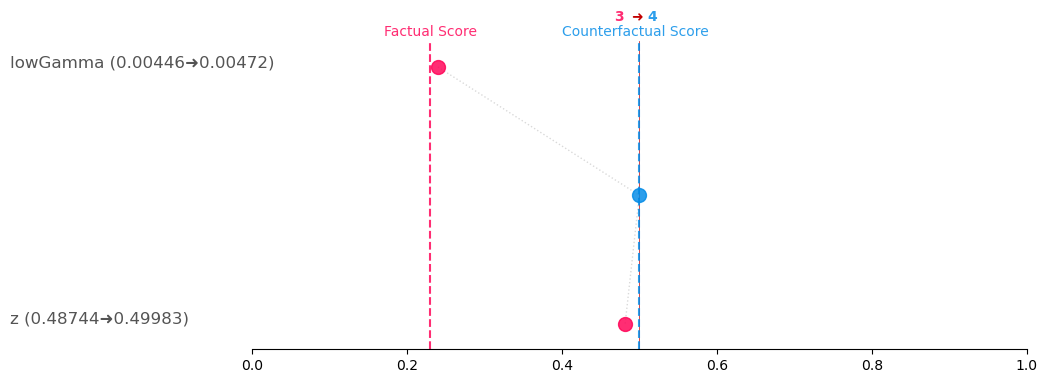 3 ➜ 4
Factual Score Counterfactual Score
lowGamma (0.00446➜0.00472)
z (0.48744➜0.49983)
0.0 0.2 0.4 0.6 0.8 1.0